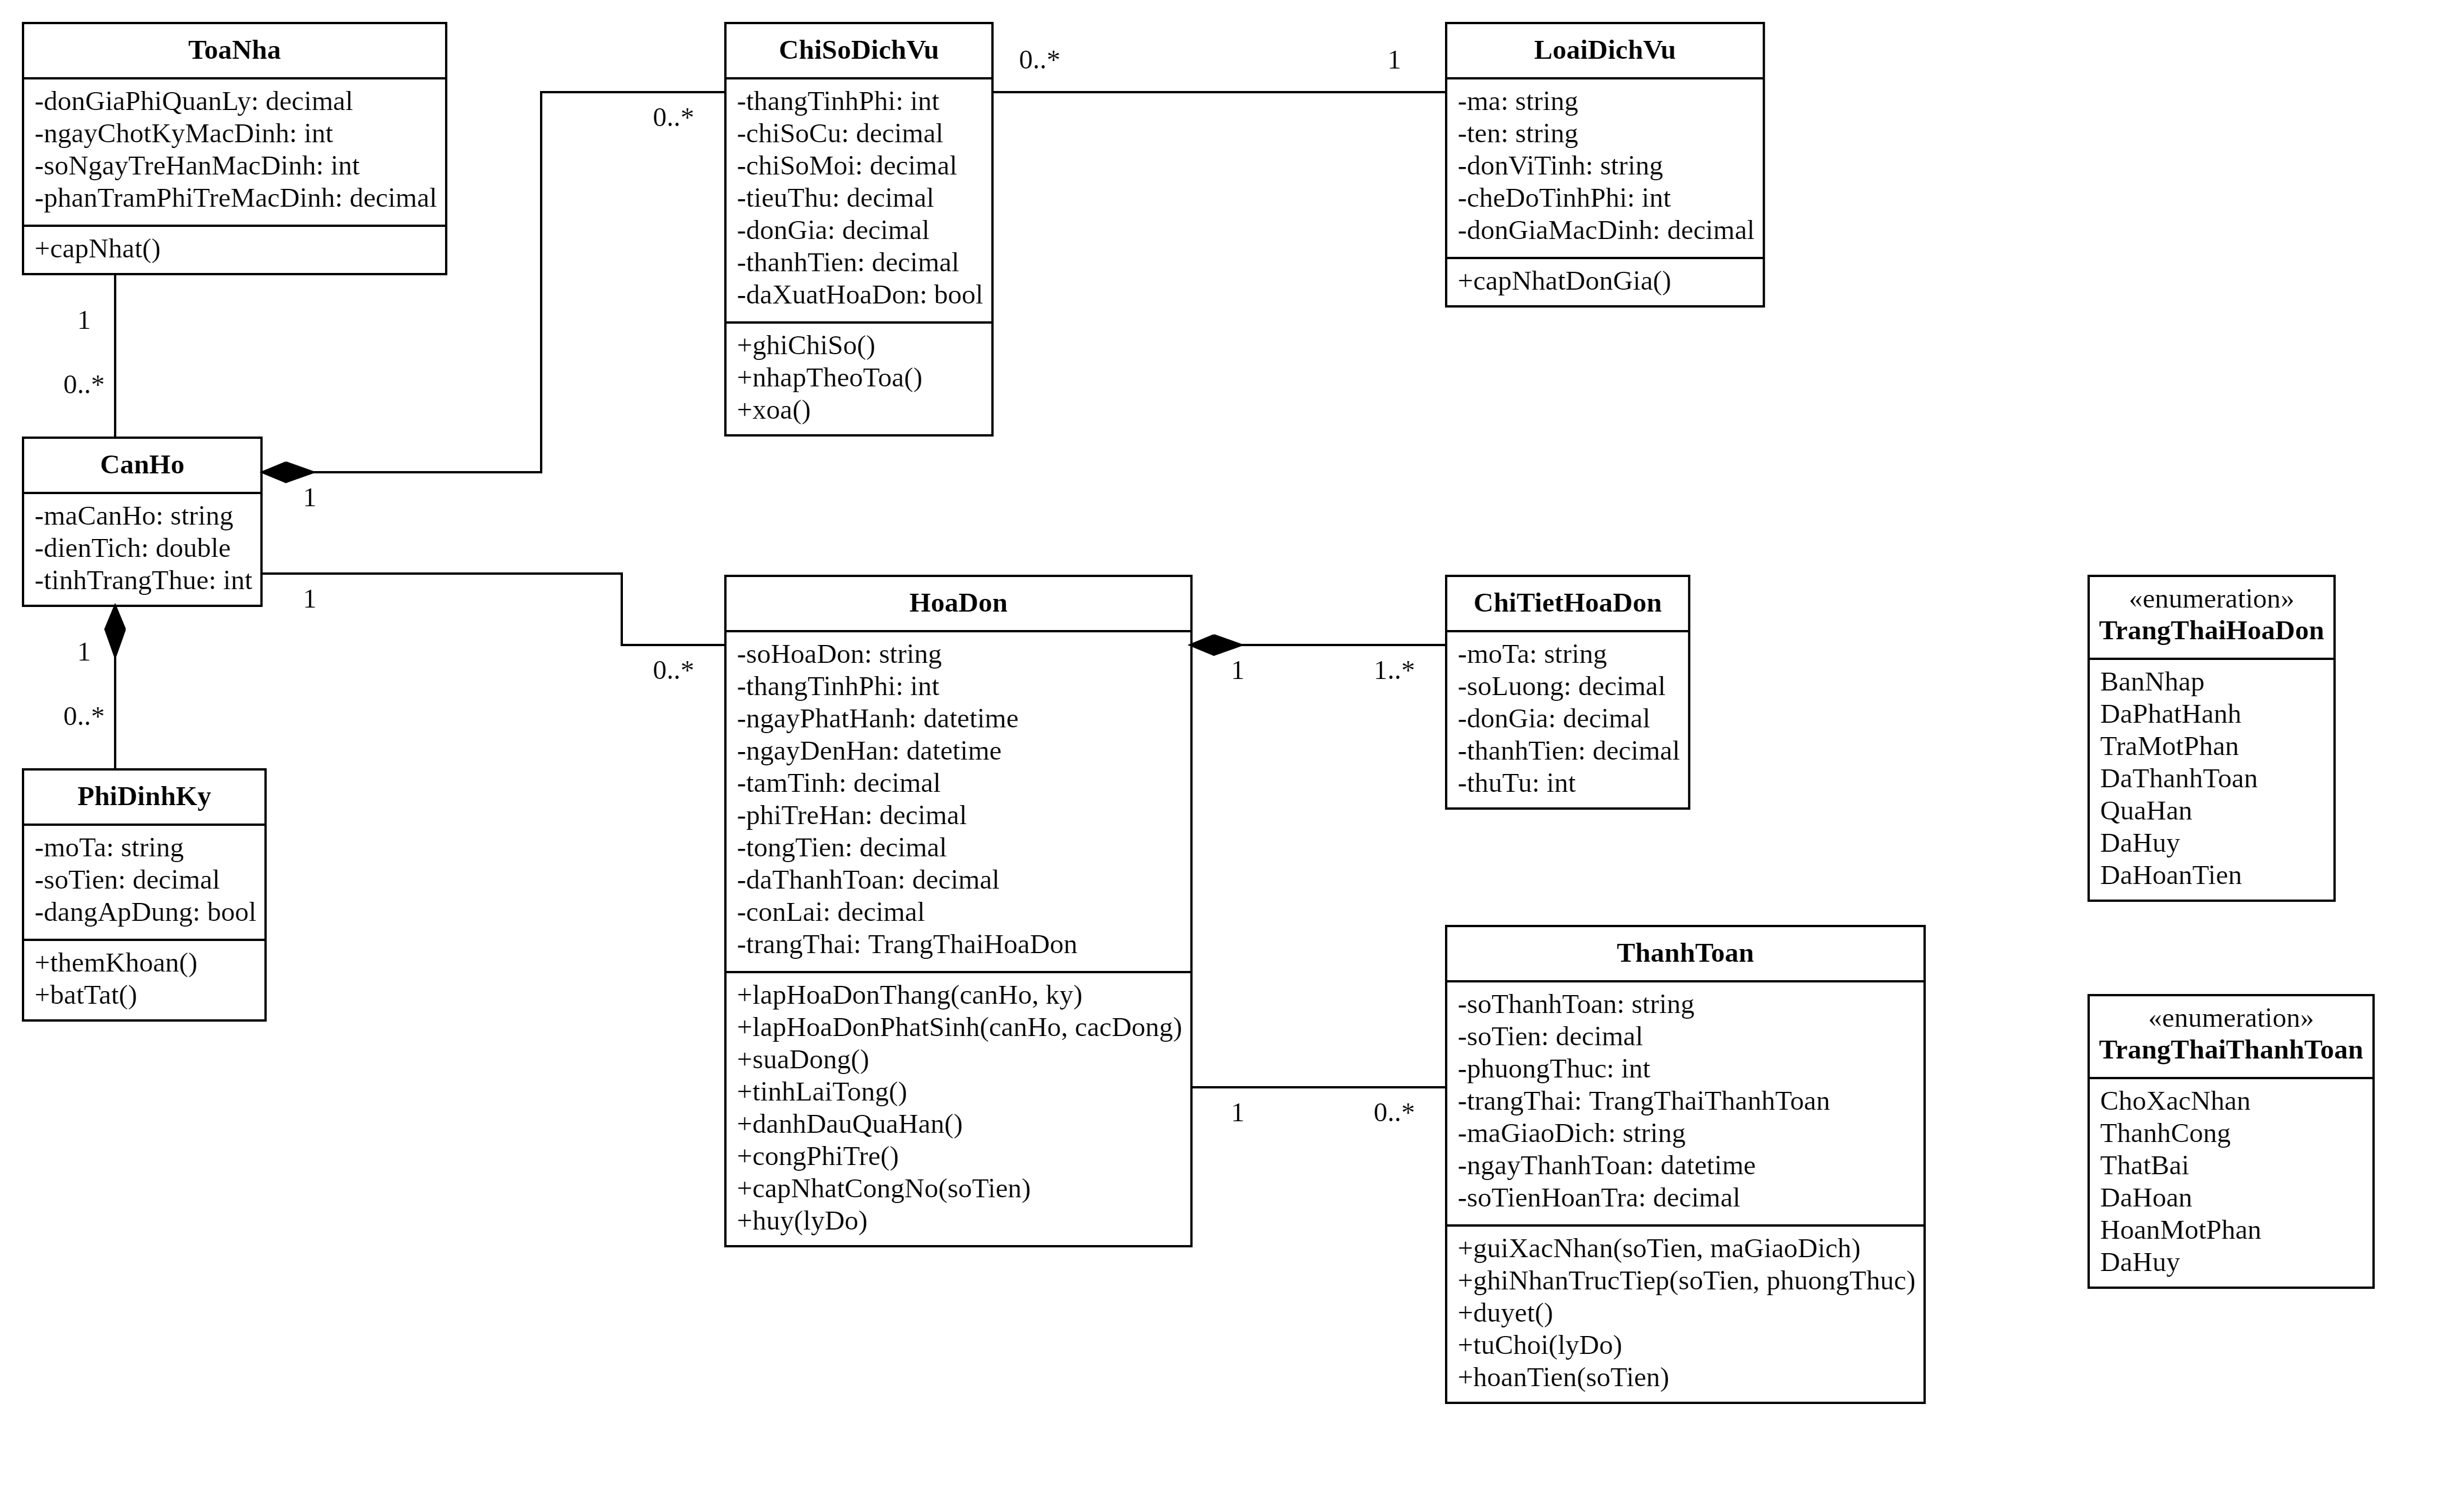 ToaNha
-donGiaPhiQuanLy: decimal
-ngayChotKyMacDinh: int
-soNgayTreHanMacDinh: int
-phanTramPhiTreMacDinh: decimal
+capNhat()
1
0..*
CanHo
-maCanHo: string
-dienTich: double
-tinhTrangThue: int
1
1
1
0..*
PhiDinhKy
-moTa: string
-soTien: decimal
-dangApDung: bool
+themKhoan()
+batTat()
0..*
ChiSoDichVu
-thangTinhPhi: int
-chiSoCu: decimal
-chiSoMoi: decimal
-tieuThu: decimal
-donGia: decimal
-thanhTien: decimal
-daXuatHoaDon: bool
+ghiChiSo()
+nhapTheoToa()
+xoa()
0..*
1
LoaiDichVu
-ma: string
-ten: string
-donViTinh: string
-cheDoTinhPhi: int
-donGiaMacDinh: decimal
+capNhatDonGia()
0..*
HoaDon
-soHoaDon: string
-thangTinhPhi: int
-ngayPhatHanh: datetime
-ngayDenHan: datetime
-tamTinh: decimal
-phiTreHan: decimal
-tongTien: decimal
-daThanhToan: decimal
-conLai: decimal
-trangThai: TrangThaiHoaDon
+lapHoaDonThang(canHo, ky)
+lapHoaDonPhatSinh(canHo, cacDong)
+suaDong()
+tinhLaiTong()
+danhDauQuaHan()
+congPhiTre()
+capNhatCongNo(soTien)
+huy(lyDo)
1
1..*
ChiTietHoaDon
-moTa: string
-soLuong: decimal
-donGia: decimal
-thanhTien: decimal
-thuTu: int
1
0..*
ThanhToan
-soThanhToan: string
-soTien: decimal
-phuongThuc: int
-trangThai: TrangThaiThanhToan
-maGiaoDich: string
-ngayThanhToan: datetime
-soTienHoanTra: decimal
+guiXacNhan(soTien, maGiaoDich)
+ghiNhanTrucTiep(soTien, phuongThuc)
+duyet()
+tuChoi(lyDo)
+hoanTien(soTien)
«enumeration»
TrangThaiHoaDon
BanNhap
DaPhatHanh
TraMotPhan
DaThanhToan
QuaHan
DaHuy
DaHoanTien
«enumeration»
TrangThaiThanhToan
ChoXacNhan
ThanhCong
ThatBai
DaHoan
HoanMotPhan
DaHuy